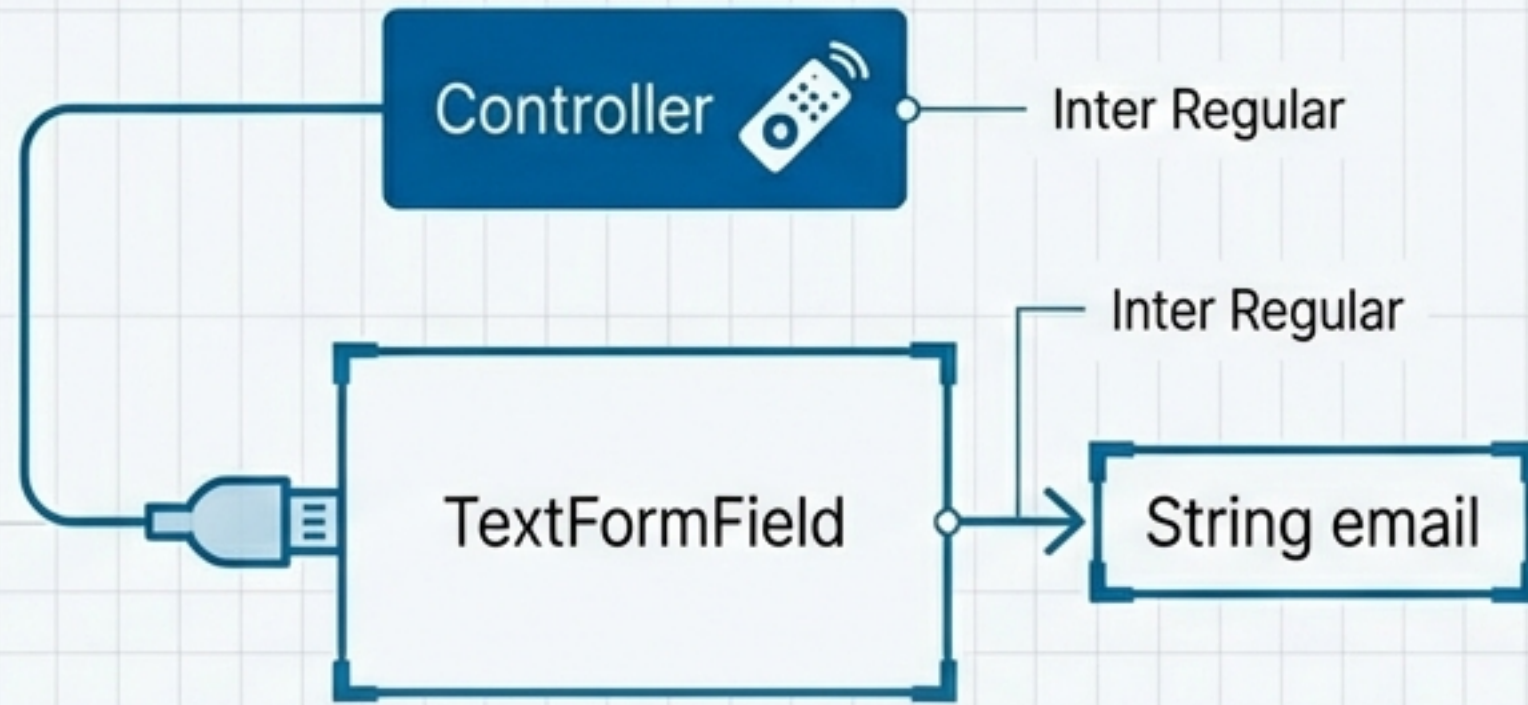 Controller
Inter Regular
Inter Regular
TextFormField
String email